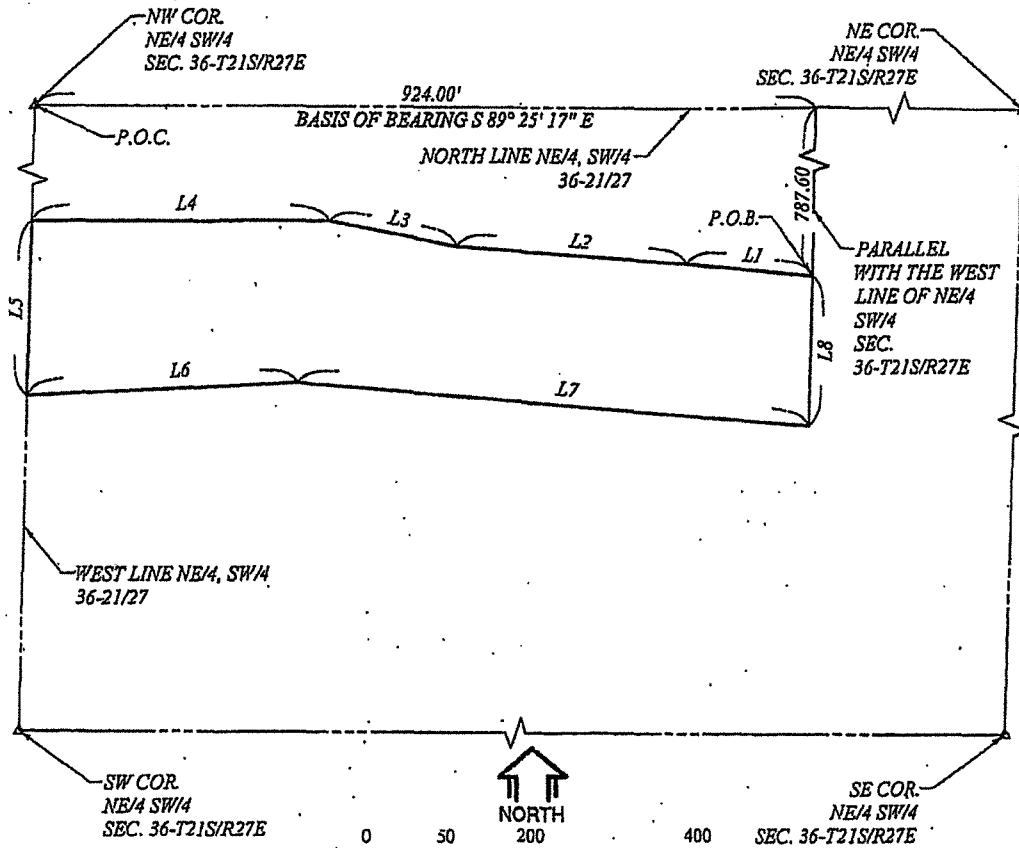 NW COR.
NE/4 SW/4
SEC. 36-T21S/R27E
NE COR.
NE/4 SW/4
SEC. 36-T21S/R27E
924.00'
BASIS OF BEARING S 89° 25' 17" E
P.O.C.
NORTH LINE NE/4, SW/4
36-21/27
787.60
L4
L3
L2
P.O.B.
L1
PARALLEL
WITH THE WEST
LINE OF NE/4
SW/4
SEC.
36-T21S/R27E
L5
L8
L6
L7
WEST LINE NE/4, SW/4
36-21/27
SW COR.
NE/4 SW/4
SEC. 36-T21S/R27E
NORTH
0 50 200 400
SE COR.
NE/4 SW/4
SEC. 36-T21S/R27E